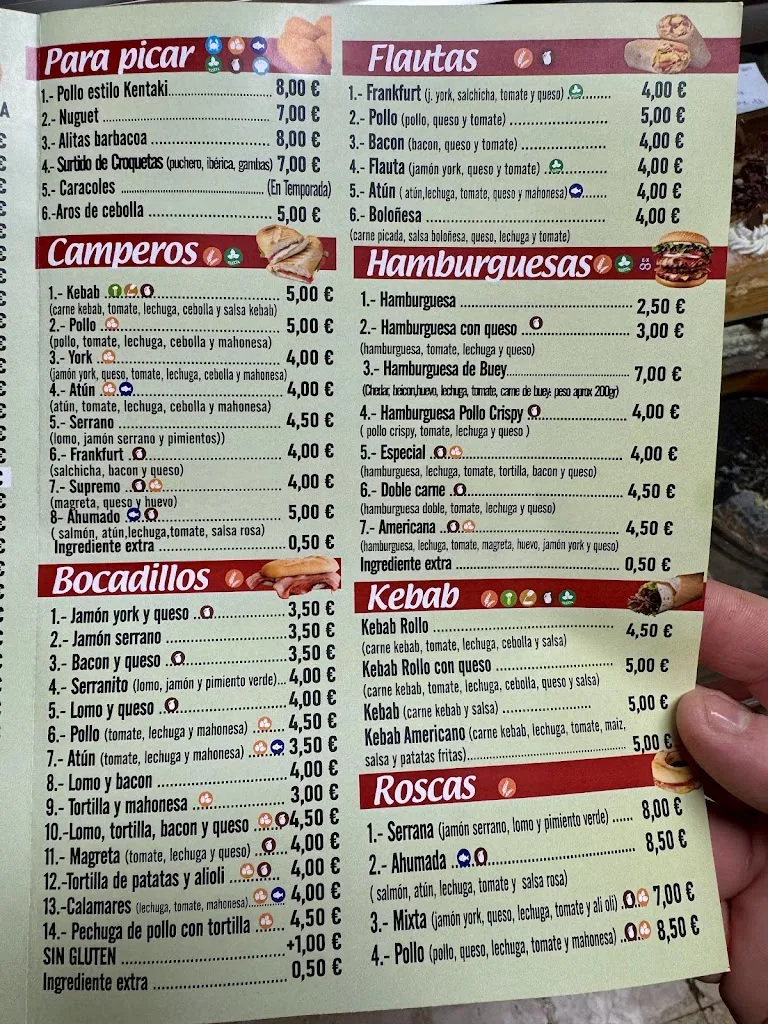 Para picar
1.- Pollo estilo Kentaki 8,00 €
2.- Nuguet 7,00 €
3.- Alitas barbacoa 8,00 €
4.- Surtido de Croquetas (puchero, ibérica, gambas) 7,00 €
5.- Caracoles (En Temporada)
6.-Aros de cebolla 5,00 €
Camperos
1.- Kebab 5,00 €
(carne kebab, tomate, lechuga, cebolla y salsa kebab)
2.- Pollo 5,00 €
(pollo, tomate, lechuga, cebolla y mahonesa)
3.- York 4,00 €
(jamón york, queso, tomate, lechuga, cebolla y mahonesa)
4.- Atún 4,00 €
(atún, tomate, lechuga, cebolla y mahonesa)
5.- Serrano 4,50 €
(lomo, jamón serrano y pimientos))
6.- Frankfurt 4,00 €
(salchicha, bacon y queso)
7.- Supremo 4,00 €
(magreta, queso y huevo)
8- Ahumado 5,00 €
( salmón, atún,lechuga,tomate, salsa rosa)
Ingrediente extra 0,50 €
Bocadillos
1.- Jamón york y queso 3,50 €
2.- Jamón serrano 3,50 €
3.- Bacon y queso 3,50 €
4.- Serranito (lomo, jamón y pimiento verde)... 4,00 €
5.- Lomo y queso 4,00 €
6.- Pollo (tomate, lechuga y mahonesa) 4,50 €
7.- Atún (tomate, lechuga y mahonesa) 3,50 €
8.- Lomo y bacon 4,00 €
9.- Tortilla y mahonesa 3,00 €
10.-Lomo, tortilla, bacon y queso 4,50 €
11.- Magreta (tomate, lechuga y queso) 4,00 €
12.-Tortilla de patatas y alioli 4,00 €
13.-Calamares (lechuga, tomate, mahonesa) 4,00 €
14.- Pechuga de pollo con tortilla 4,50 €
SIN GLUTEN +1,00 €
Ingrediente extra 0,50 €
Flautas
1.- Frankfurt (j. york, salchicha, tomate y queso) 4,00 €
2.- Pollo (pollo, queso y tomate) 5,00 €
3.- Bacon (bacon, queso y tomate) 4,00 €
4.- Flauta (jamón york, queso y tomate) 4,00 €
5.- Atún ( atún,lechuga, tomate, queso y mahonesa) 4,00 €
6.- Boloñesa 4,00 €
(carne picada, salsa boloñesa, queso, lechuga y tomate)
Hamburguesas
1.- Hamburguesa 2,50 €
2.- Hamburguesa con queso 3,00 €
(hamburguesa, tomate, lechuga y queso)
3.- Hamburguesa de Buey 7,00 €
(Chedar, beicon,huevo, lechuga, tomate, carne de buey- peso aprox 200gr)
4.- Hamburguesa Pollo Crispy 4,00 €
( pollo crispy, tomate, lechuga y queso )
5.- Especial 4,00 €
(hamburguesa, lechuga, tomate, tortilla, bacon y queso)
6.- Doble carne 4,50 €
(hamburguesa doble, tomate, lechuga y queso)
7.- Americana 4,50 €
(hamburguesa, lechuga, tomate, magreta, huevo, jamón york y queso)
Ingrediente extra 0,50 €
Kebab
Kebab Rollo 4,50 €
(carne kebab, tomate, lechuga, cebolla y salsa)
Kebab Rollo con queso 5,00 €
(carne kebab, tomate, lechuga, cebolla, queso y salsa)
Kebab (carne kebab y salsa) 5,00 €
Kebab Americano (carne kebab, lechuga, tomate, maiz,
salsa y patatas fritas) 5,00 €
Roscas
1.- Serrana (jamón serrano, lomo y pimiento verde) 8,00 €
2.- Ahumada 8,50 €
( salmón, atún, lechuga, tomate y salsa rosa)
3.- Mixta (jamón york, queso, lechuga, tomate y ali oli) 7,00 €
4.- Pollo (pollo, queso, lechuga, tomate y mahonesa) 8,50 €